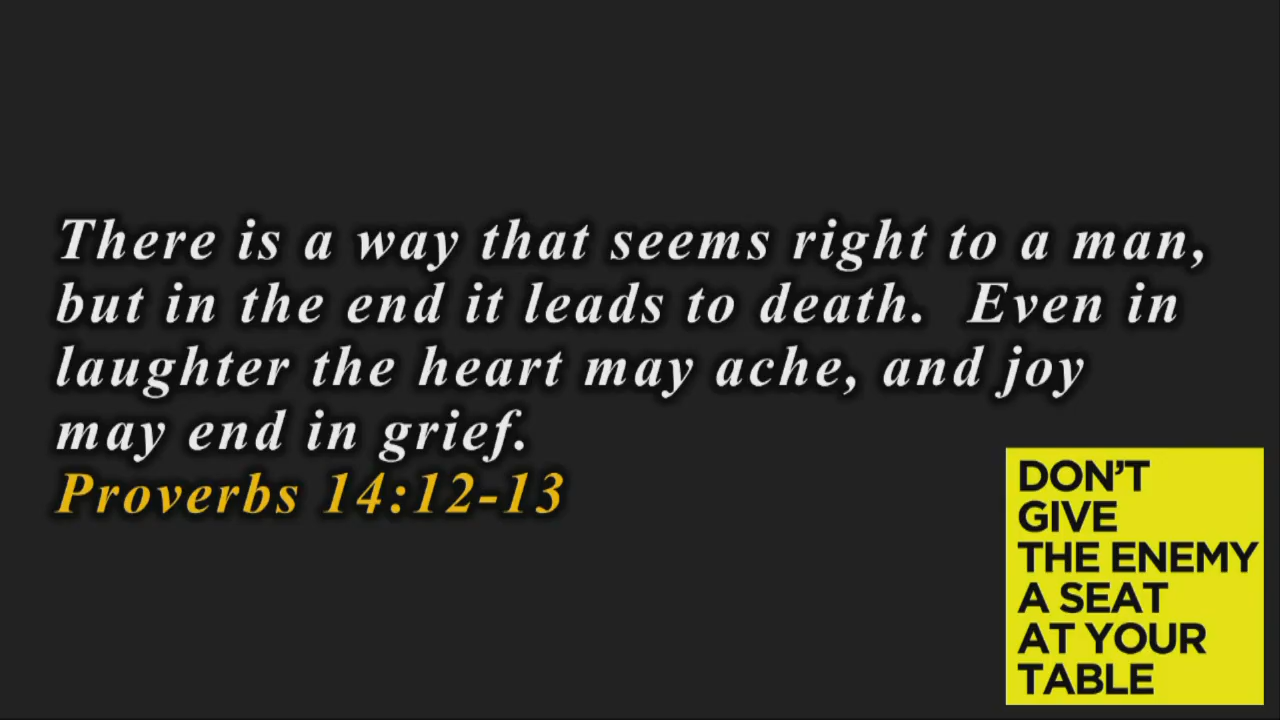 There is a way that seems right to a man,
but in the end it leads to death.  Even in
laughter the heart may ache, and joy
may end in grief.
Proverbs 14:12-13
DON'T
GIVE
THE ENEMY
A SEAT
AT YOUR
TABLE